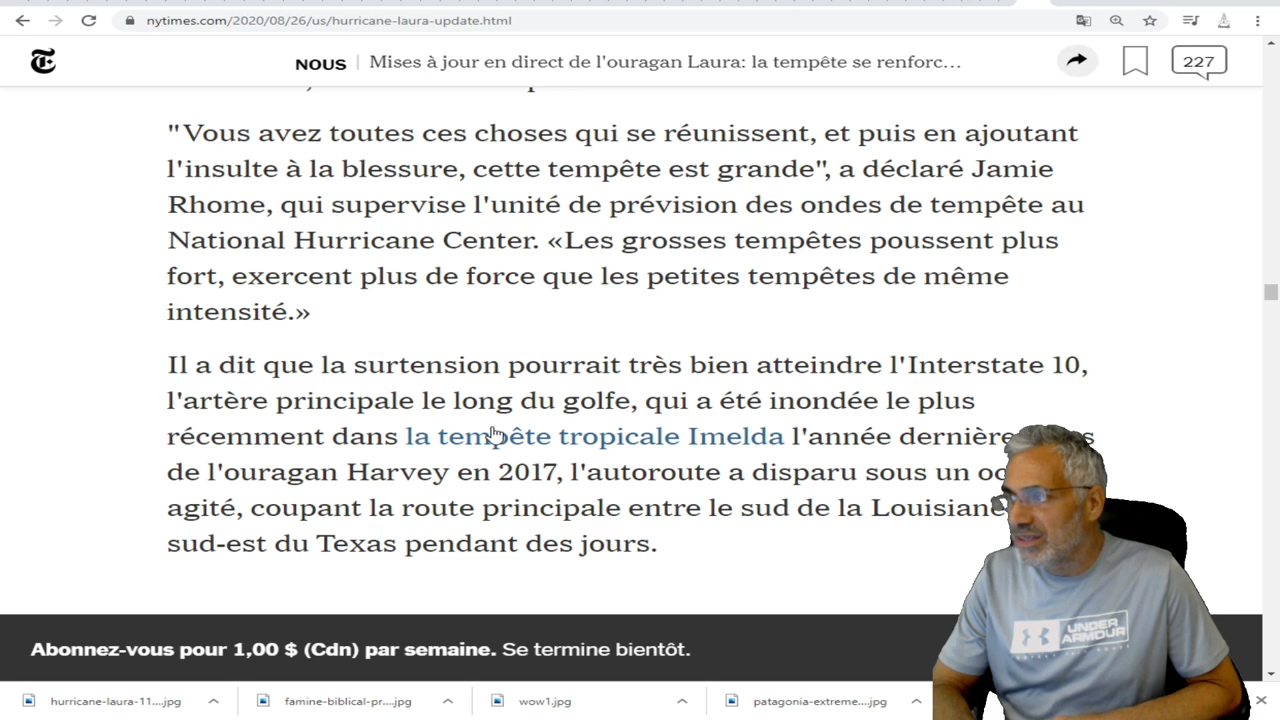 nytimes.com/2020/08/26/us/hurricane-laura-update.html
NOUS | Mises à jour en direct de l'ouragan Laura: la tempête se renforc…
227
"Vous avez toutes ces choses qui se réunissent, et puis en ajoutant
l'insulte à la blessure, cette tempête est grande", a déclaré Jamie
Rhome, qui supervise l'unité de prévision des ondes de tempête au
National Hurricane Center. «Les grosses tempêtes poussent plus
fort, exercent plus de force que les petites tempêtes de même
intensité.»
Il a dit que la surtension pourrait très bien atteindre l'Interstate 10,
l'artère principale le long du golfe, qui a été inondée le plus
récemment dans la tempête tropicale Imelda l'année dernière
de l'ouragan Harvey en 2017, l'autoroute a disparu sous un
agité, coupant la route principale entre le sud de la Louisiane
sud-est du Texas pendant des jours.
UNDER
ARMOUR
Abonnez-vous pour 1,00 $ (Cdn) par semaine. Se termine bientôt.
hurricane-laura-11....jpg
famine-biblical-pr....jpg
wow1.jpg
patagonia-extreme....jpg